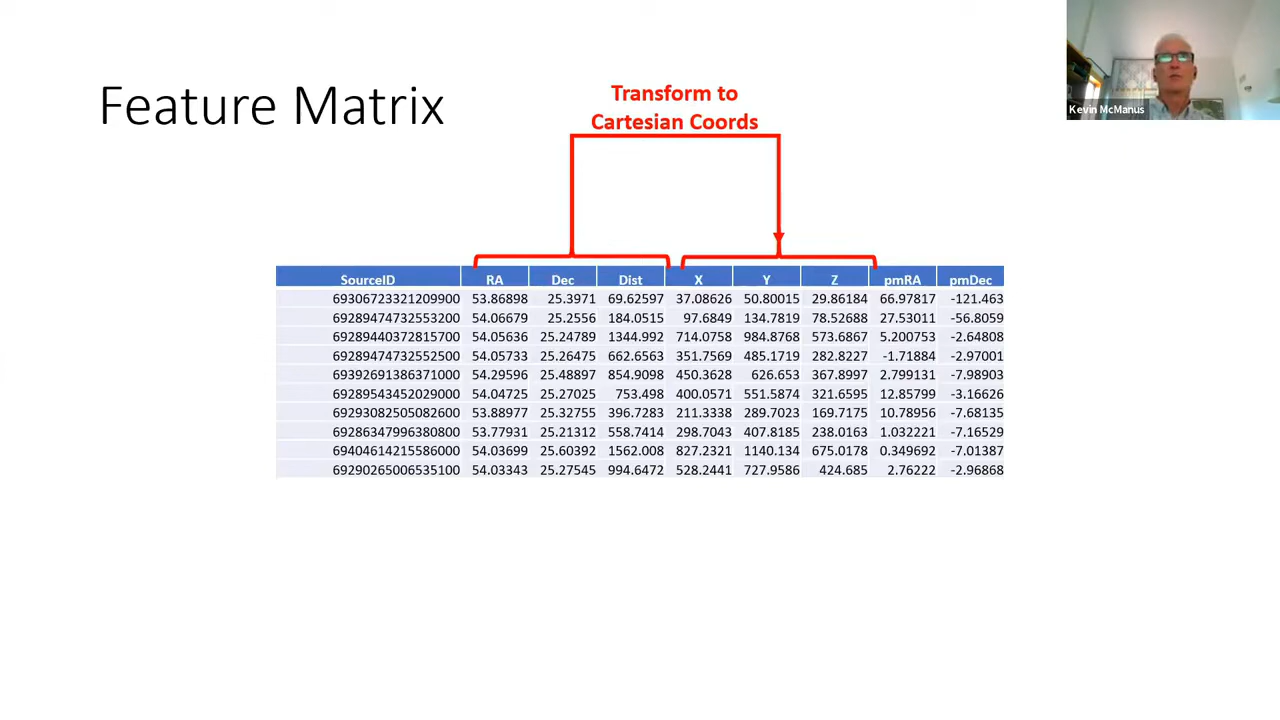 Feature Matrix
Transform to
Cartesian Coords
Kevin McManus
SourceID RA Dec Dist X Y Z pmRA pmDec
69306723321209900 53.86898 25.3971 69.62597 37.08626 50.80015 29.86184 66.97817 -121.463
69289474732553200 54.06679 25.2556 184.0515 97.6849 134.7819 78.52688 27.53011 -56.8059
69289440372815700 54.05636 25.24789 1344.992 714.0758 984.8768 573.6867 5.200753 -2.64808
69289474732552500 54.05733 25.26475 662.6563 351.7569 485.1719 282.8227 -1.71884 -2.97001
69392691386371000 54.29596 25.48897 854.9098 450.3628 626.653 367.8997 2.799131 -7.98903
69289543452029000 54.04725 25.27025 753.498 400.0571 551.5874 321.6595 12.85799 -3.16626
69293082505082600 53.88977 25.32755 396.7283 211.3338 289.7023 169.7175 10.78956 -7.68135
69286347996380800 53.77931 25.21312 558.7414 298.7043 407.8185 238.0163 1.032221 -7.16529
69404614215586000 54.03699 25.60392 1562.008 827.2321 1140.134 675.0178 0.349692 -7.01387
69290265006535100 54.03343 25.27545 994.6472 528.2441 727.9586 424.685 2.76222 -2.96868